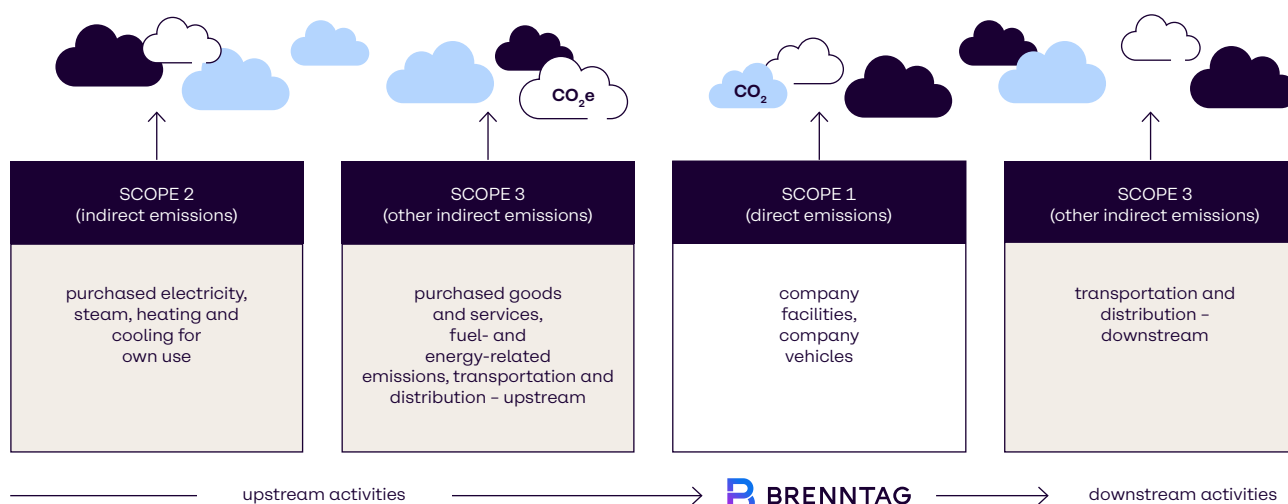 CO2e
CO2
SCOPE 2
(indirect emissions)
purchased electricity,
steam, heating and
cooling for
own use
SCOPE 3
(other indirect emissions)
purchased goods
and services,
fuel- and
energy-related
emissions, transportation and
distribution – upstream
SCOPE 1
(direct emissions)
company
facilities,
company
vehicles
SCOPE 3
(other indirect emissions)
transportation and
distribution –
downstream
upstream activities
BRENNTAG
downstream activities